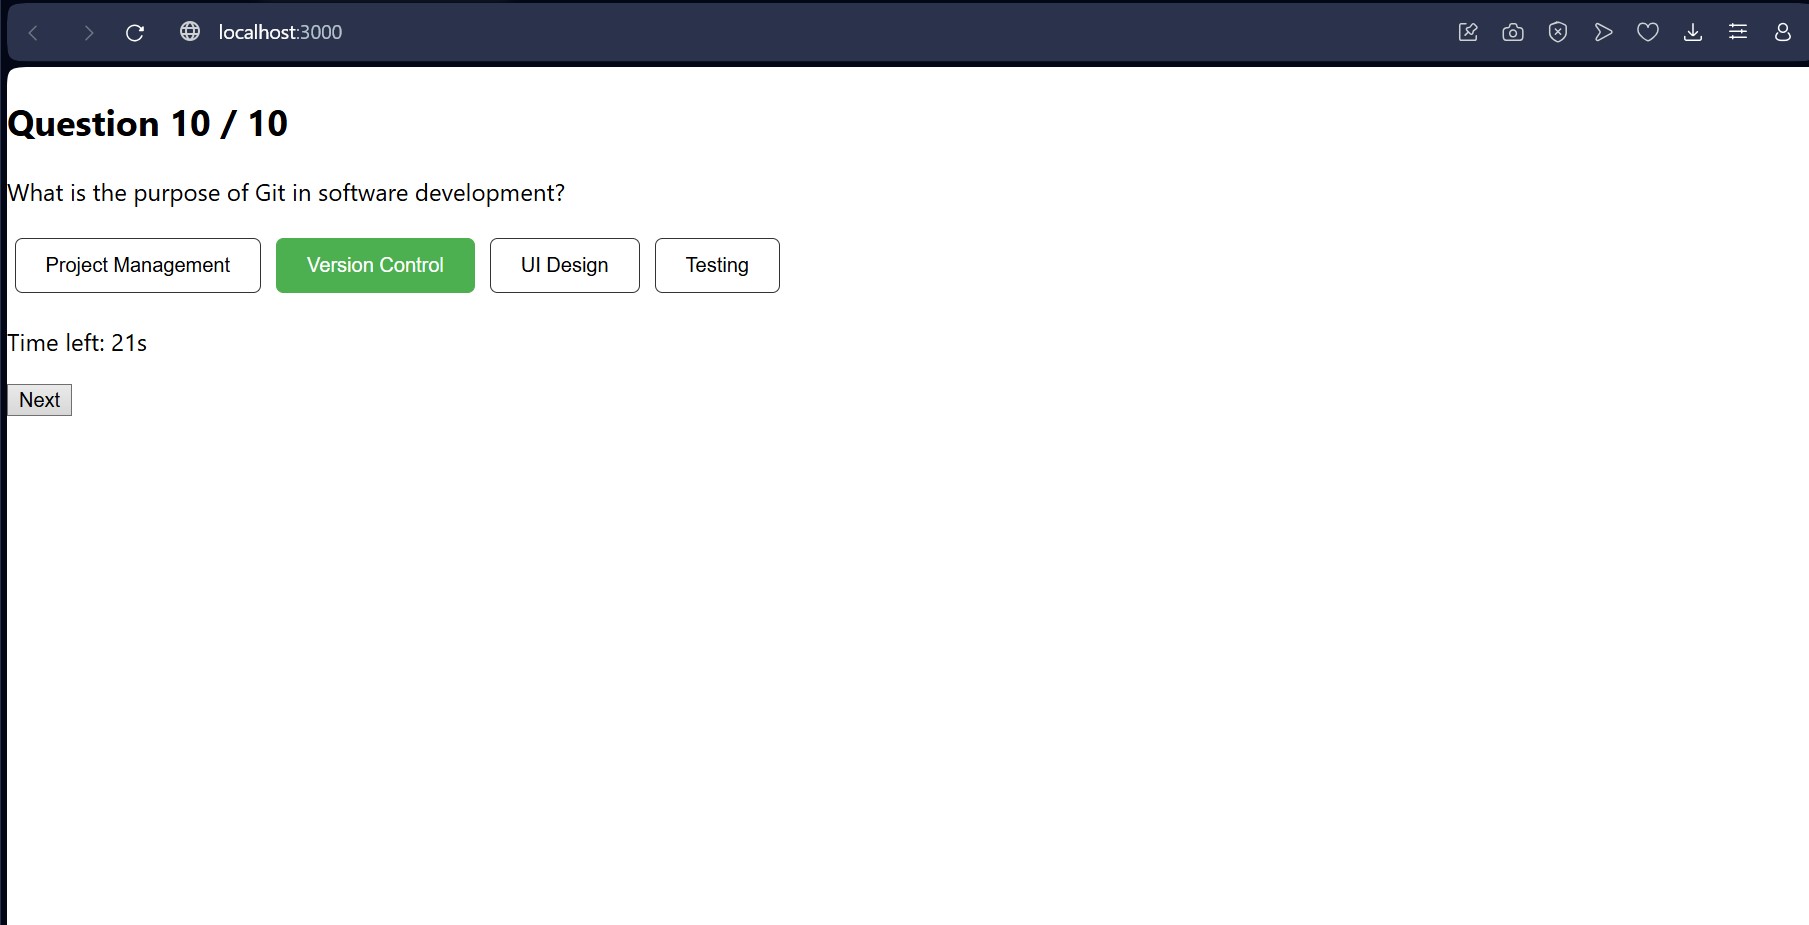 localhost:3000
Question 10 / 10
What is the purpose of Git in software development?
Project Management Version Control UI Design Testing
Time left: 21s
Next